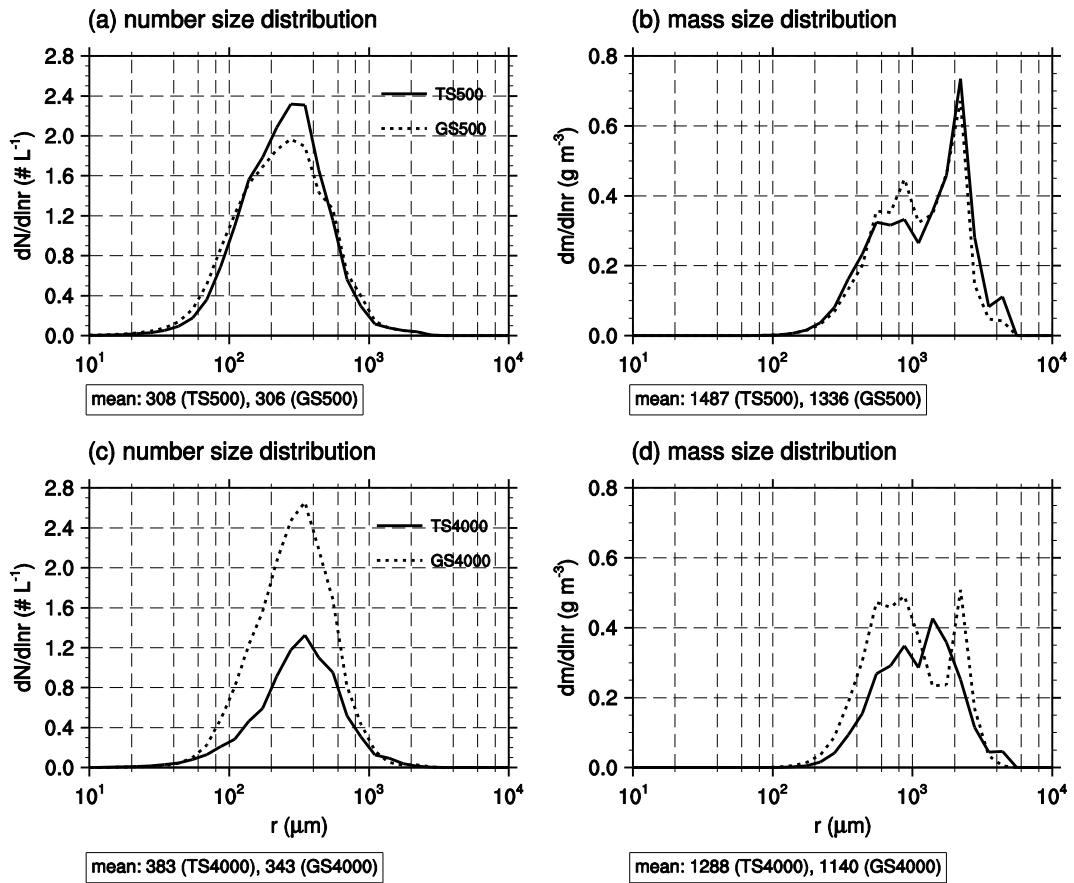 (a) number size distribution
dN/dlnr (# L⁻¹)
2.8
2.4
2.0
1.6
1.2
0.8
0.4
0.0
TS500
GS500
10¹ 10² 10³ 10⁴
mean: 308 (TS500), 306 (GS500)
(b) mass size distribution
dm/dlnr (g m⁻³)
0.8
0.6
0.4
0.2
0.0
10¹ 10² 10³ 10⁴
mean: 1487 (TS500), 1336 (GS500)
(c) number size distribution
dN/dlnr (# L⁻¹)
2.8
2.4
2.0
1.6
1.2
0.8
0.4
0.0
TS4000
GS4000
10¹ 10² 10³ 10⁴
r (μm)
mean: 383 (TS4000), 343 (GS4000)
(d) mass size distribution
dm/dlnr (g m⁻³)
0.8
0.6
0.4
0.2
0.0
10¹ 10² 10³ 10⁴
r (μm)
mean: 1288 (TS4000), 1140 (GS4000)